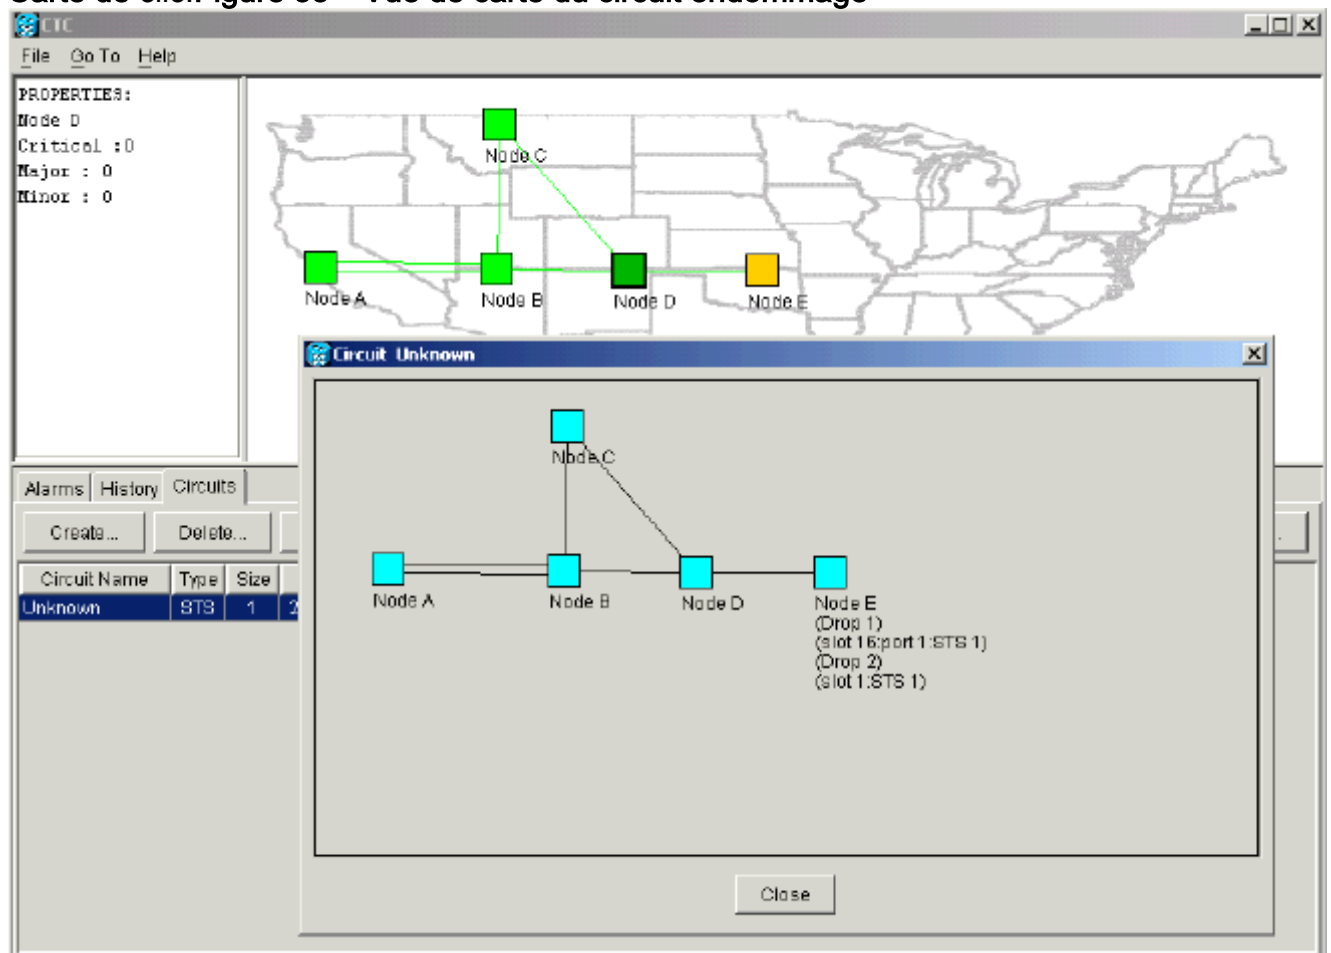 CTC
File Go To Help
PROPERTIES:
Node D
Critical :0
Major : 0
Minor : 0
Node C
Node A
Node B
Node D
Node E
Circuit Unknown
Node C
Node A
Node B
Node D
Node E
(Drop 1)
(slot 16:port 1:STS 1)
(Drop 2)
(slot 1:STS 1)
Alarms History Circuits
Create... Delete...
Circuit Name Type Size
Unknown STS 1 2
Close